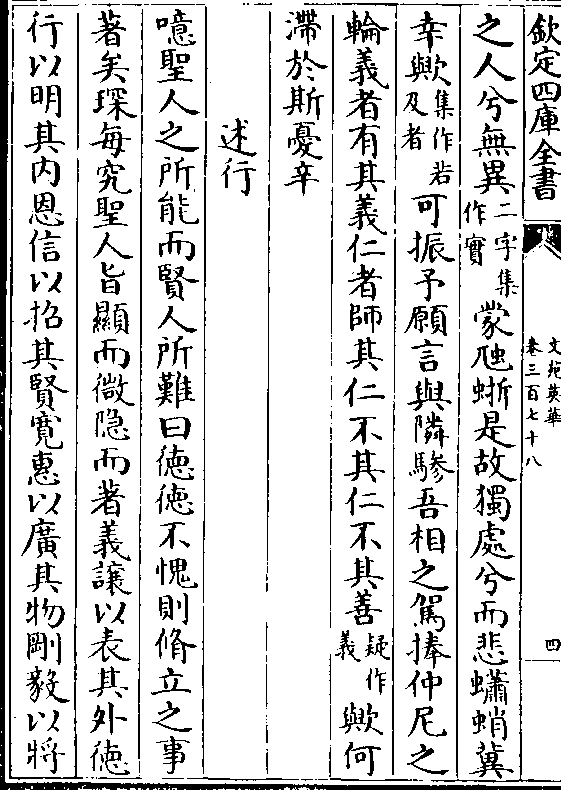 欽定四庫全書
文苑英華
卷三百七十八
四
之人兮無異二字集作實蒙虺蜥是故獨處兮而悲蠨蛸冀
幸歟集作若及者可振予願言與隣驂吾相之駕捧仲尼之
輪義者有其義仁者師其仁不其仁不其善疑作義歟何
滯於斯憂辛
述行
噫聖人之所能而賢人所難曰徳徳不愧則脩立之事
著矣琛每究聖人旨顯而微隐而著義讓以表其外徳
行以明其内恩信以招其賢寛惠以廣其物剛毅以將